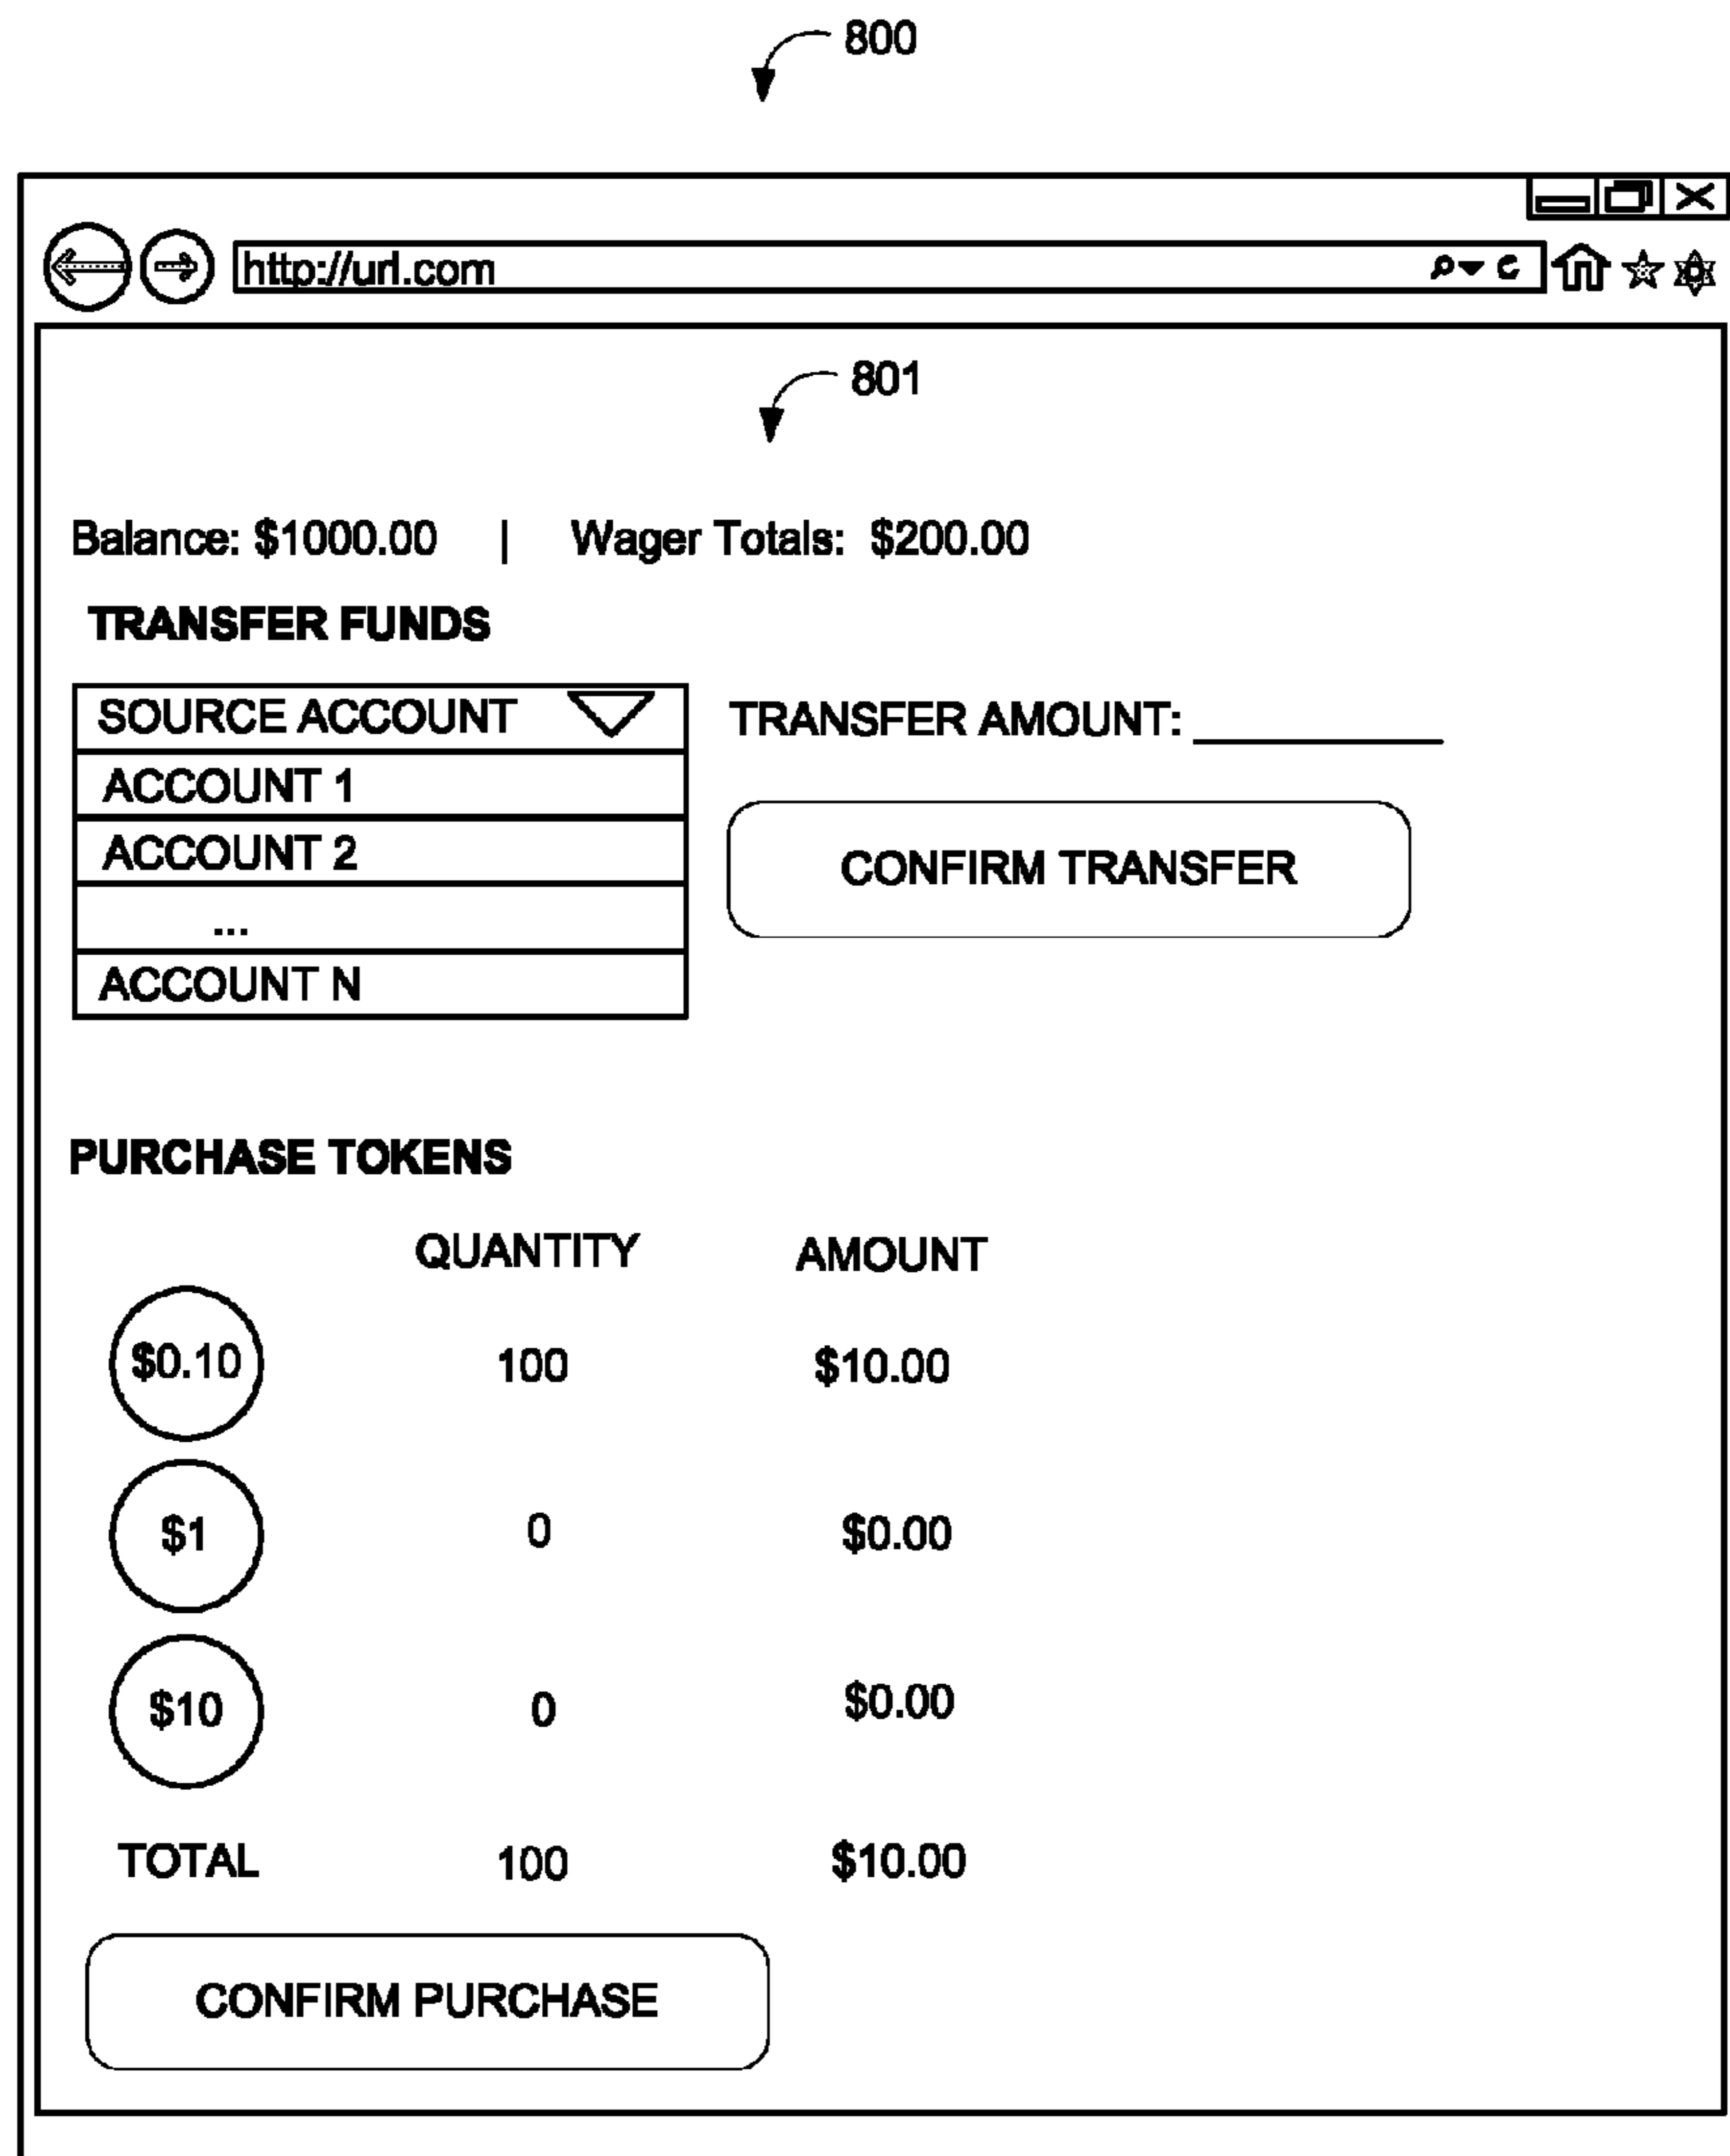 800
http://url.com
801
Balance: $1000.00 | Wager Totals: $200.00
TRANSFER FUNDS
SOURCE ACCOUNT
TRANSFER AMOUNT: __________
ACCOUNT 1
ACCOUNT 2
CONFIRM TRANSFER
...
ACCOUNT N
PURCHASE TOKENS
QUANTITY AMOUNT
$0.10 100 $10.00
$1 0 $0.00
$10 0 $0.00
TOTAL 100 $10.00
CONFIRM PURCHASE